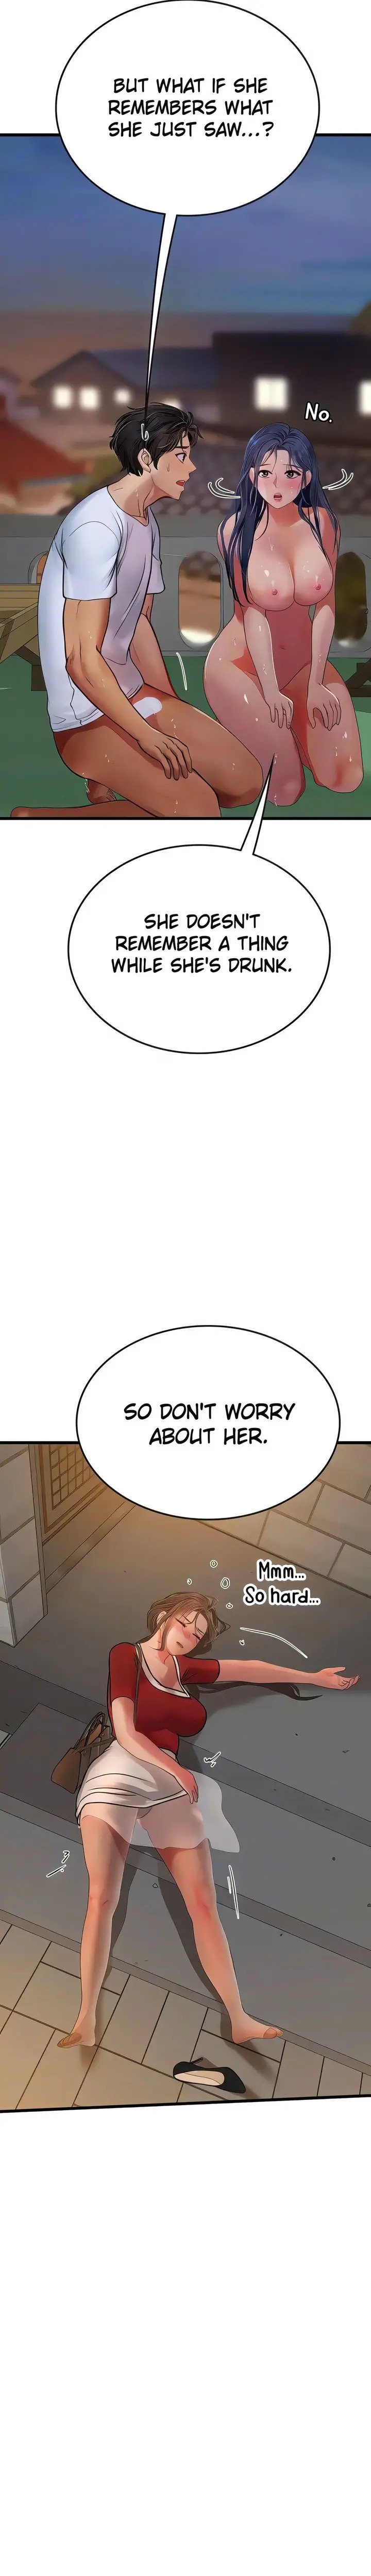 BUT WHAT IF SHE
REMEMBERS WHAT
SHE JUST SAW...?
No.
SHE DOESN'T
REMEMBER A THING
WHILE SHE'S DRUNK.
SO DON'T WORRY
ABOUT HER.
Mmm...
So hard...